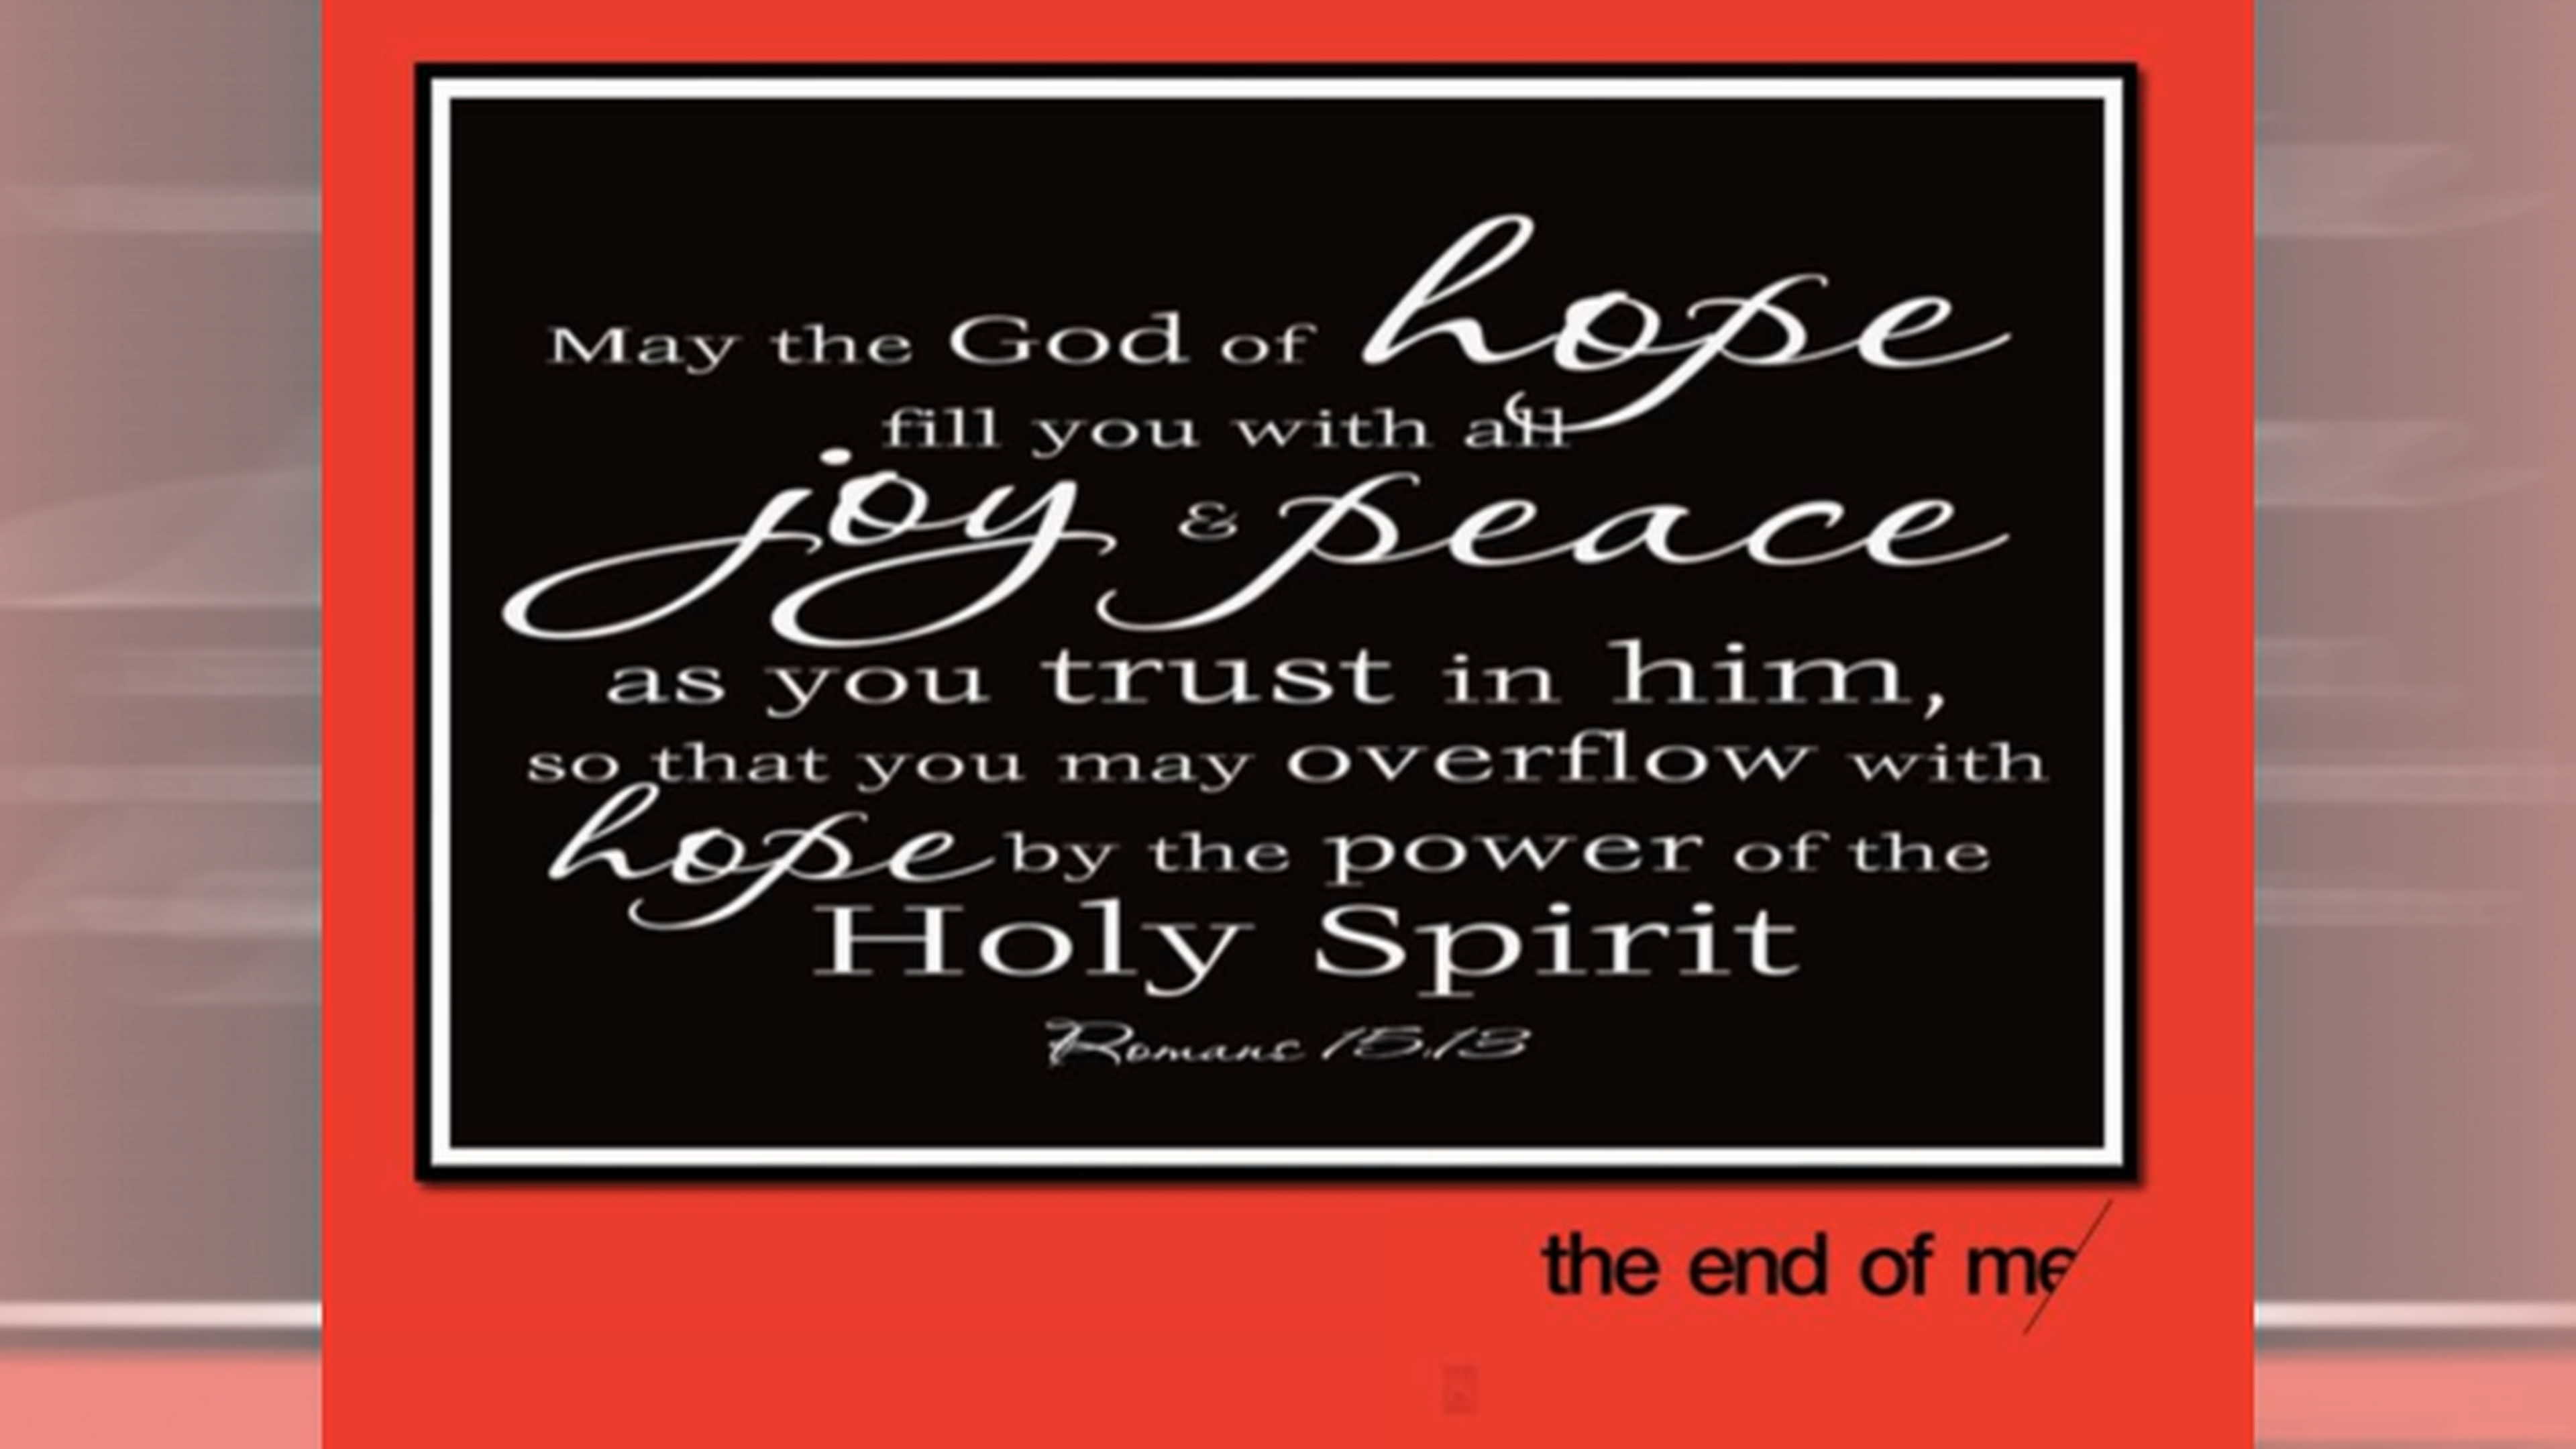 May the God of hope
fill you with all
joy & peace
as you trust in him,
so that you may overflow with
hope by the power of the
Holy Spirit
Romans 15:13
the end of me